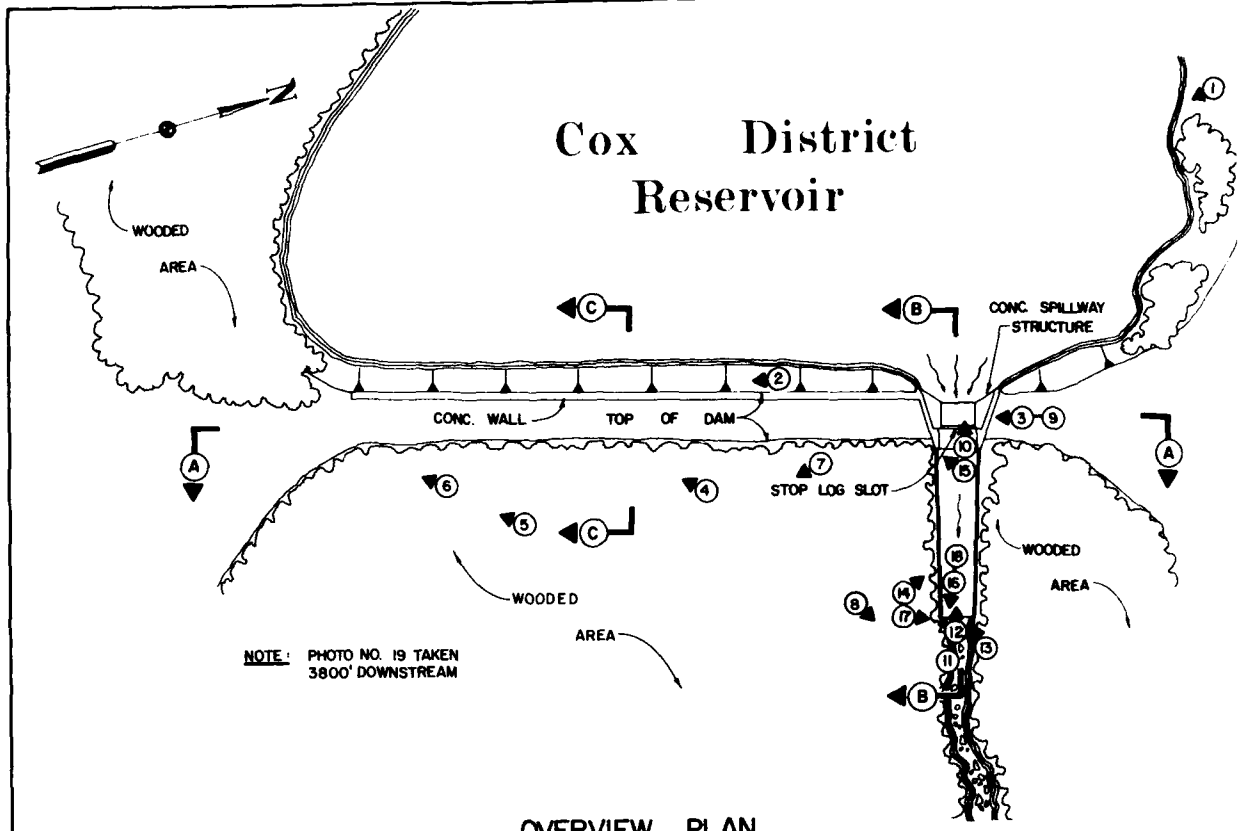 N
Cox District
Reservoir
1
WOODED
AREA
C
B
CONC. SPILLWAY
STRUCTURE
2
CONC. WALL
TOP OF DAM
3 - 9
A
A
10
7
15
STOP LOG SLOT
6
4
5
C
WOODED
AREA
WOODED
AREA
18
14
16
8
17
12
13
11
B
NOTE: PHOTO NO. 19 TAKEN
3800' DOWNSTREAM
OVERVIEW PLAN